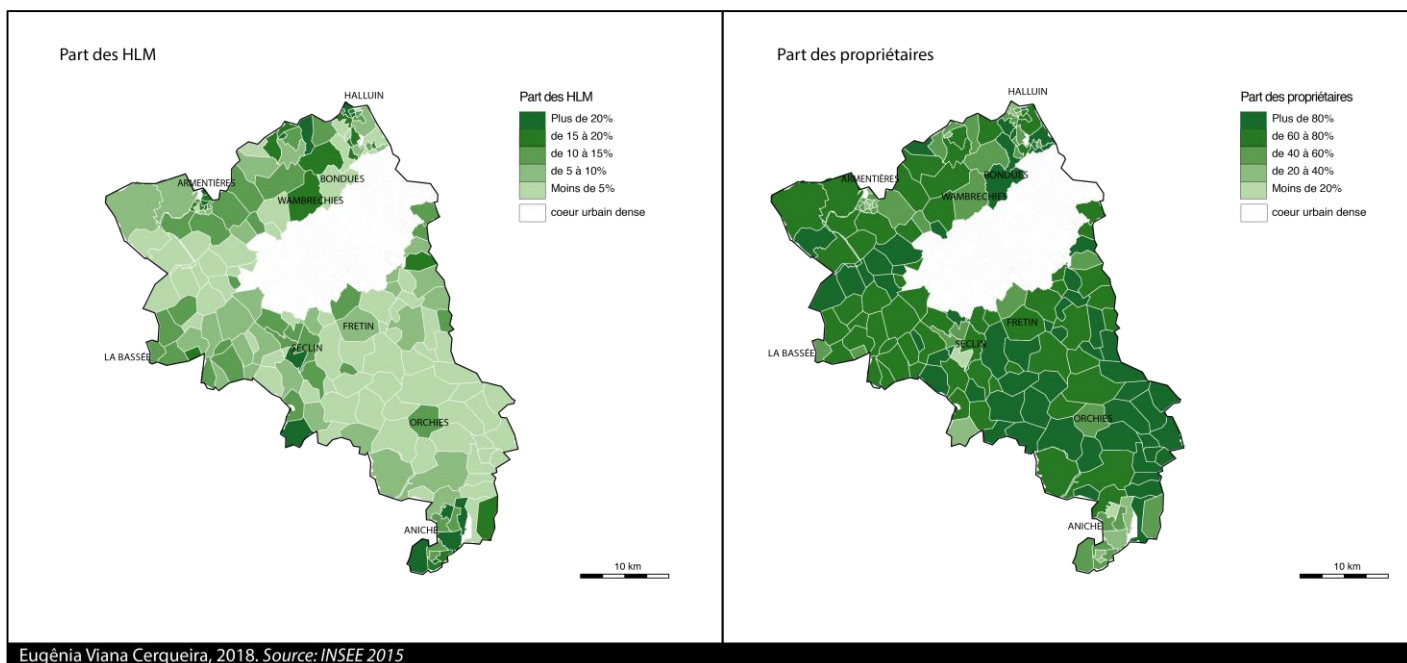 Part des HLM
HALLUIN
ARMENTIÈRES
BONDUES
WAMBRECHIES
FRETIN
SECLIN
LA BASSÉE
ORCHIES
ANICHE
Part des HLM
Plus de 20%
de 15 à 20%
de 10 à 15%
de 5 à 10%
Moins de 5%
coeur urbain dense
10 km
Part des propriétaires
HALLUIN
ARMENTIÈRES
BONDUES
WAMBRECHIES
FRETIN
SECLIN
LA BASSÉE
ORCHIES
ANICHE
Part des propriétaires
Plus de 80%
de 60 à 80%
de 40 à 60%
de 20 à 40%
Moins de 20%
coeur urbain dense
10 km
Eugênia Viana Cerqueira, 2018. Source: INSEE 2015